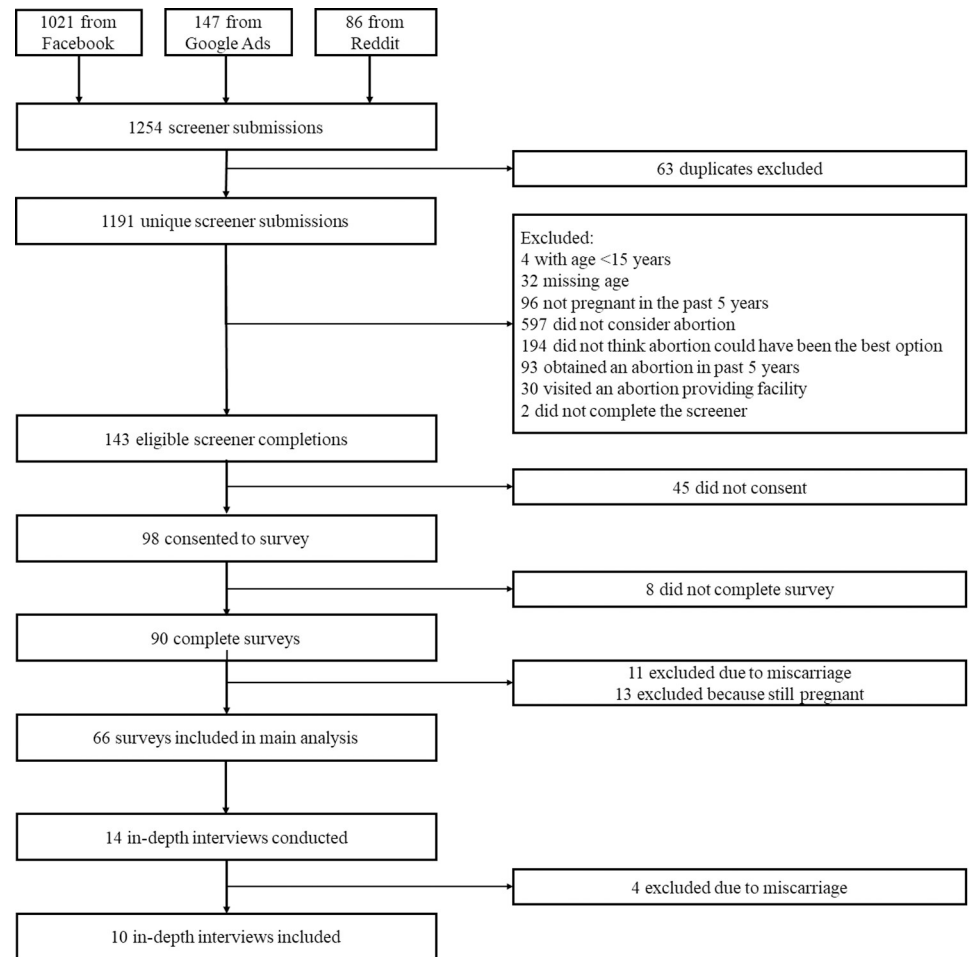 1021 from
Facebook
147 from
Google Ads
86 from
Reddit
1254 screener submissions
63 duplicates excluded
1191 unique screener submissions
Excluded:
4 with age <15 years
32 missing age
96 not pregnant in the past 5 years
597 did not consider abortion
194 did not think abortion could have been the best option
93 obtained an abortion in past 5 years
30 visited an abortion providing facility
2 did not complete the screener
143 eligible screener completions
45 did not consent
98 consented to survey
8 did not complete survey
90 complete surveys
11 excluded due to miscarriage
13 excluded because still pregnant
66 surveys included in main analysis
14 in-depth interviews conducted
4 excluded due to miscarriage
10 in-depth interviews included